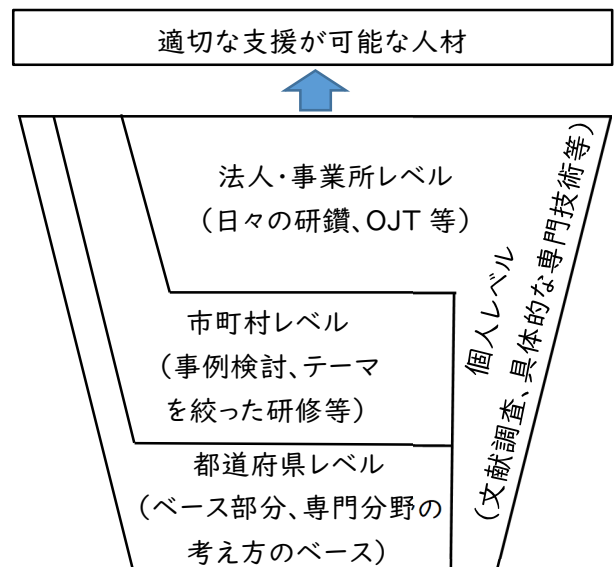 適切な支援が可能な人材
法人・事業所レベル
（日々の研鑽、OJT 等）
市町村レベル
（事例検討、テーマ
を絞った研修等）
都道府県レベル
（ベース部分、専門分野の
考え方のベース）
個人レベル
（文献調査、具体的な専門技術等）